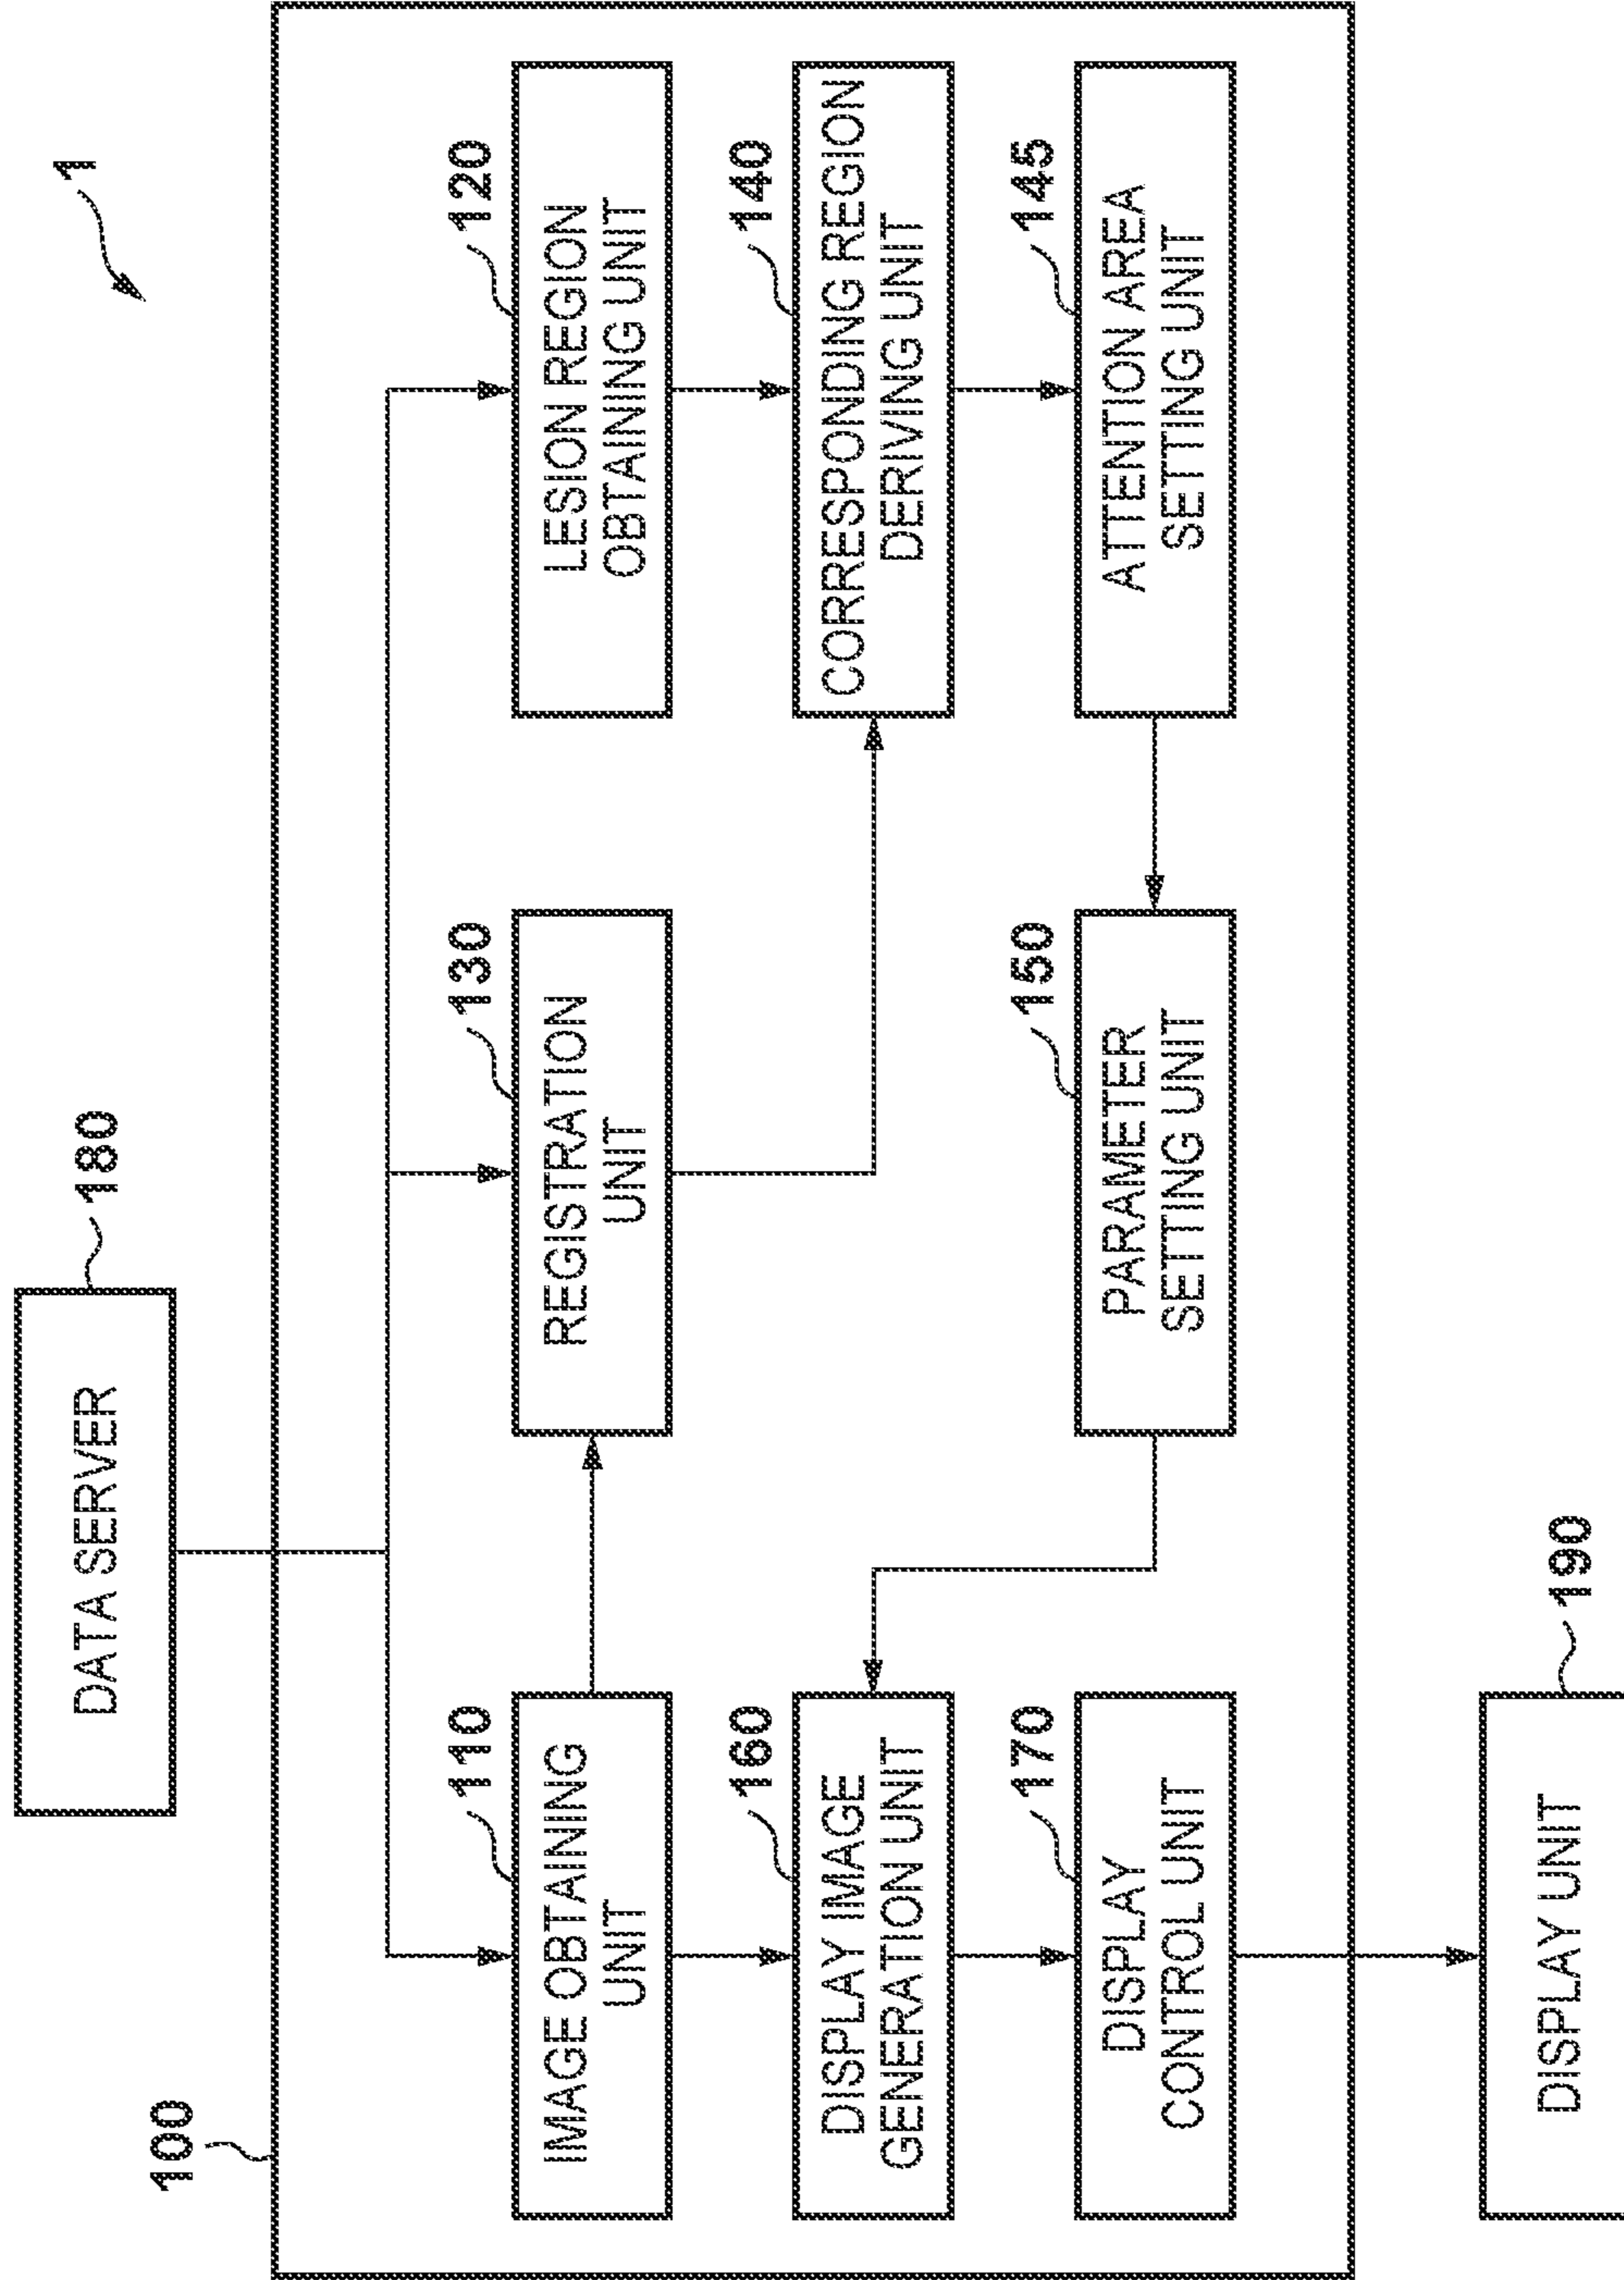 1
DATA SERVER
180
100
110
IMAGE OBTAINING
UNIT
130
REGISTRATION
UNIT
120
LESION REGION
OBTAINING UNIT
160
DISPLAY IMAGE
GENERATION UNIT
140
CORRESPONDING REGION
DERIVING UNIT
170
DISPLAY
CONTROL UNIT
150
PARAMETER
SETTING UNIT
145
ATTENTION AREA
SETTING UNIT
190
DISPLAY UNIT